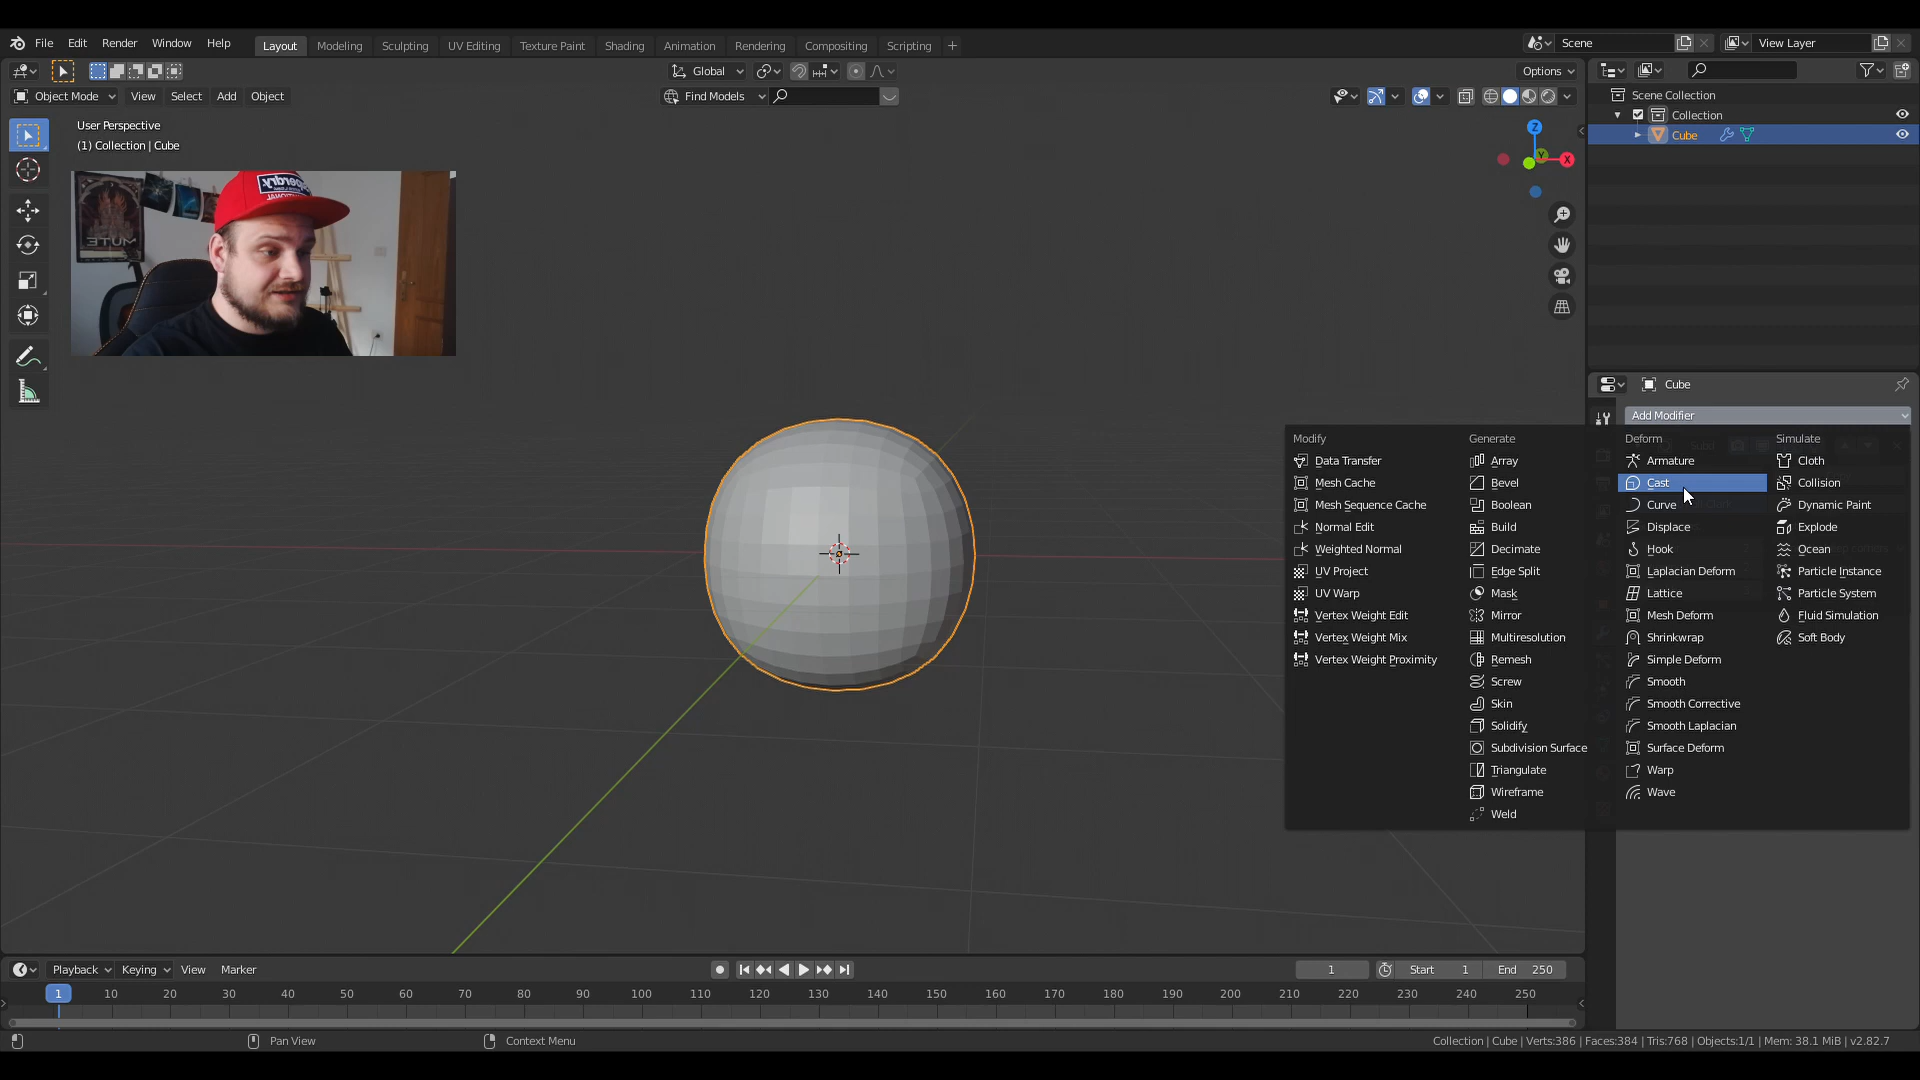 File Edit Render Window Help Layout Modeling Sculpting UV Editing Texture Paint Shading Animation Rendering Compositing Scripting + Scene View Layer
Global Options
Object Mode View Select Add Object Find Models
Scene Collection
Collection
Cube
User Perspective
(1) Collection | Cube
Z
Y
X
MUTE
Cube
Add Modifier
Modify
Data Transfer
Mesh Cache
Mesh Sequence Cache
Normal Edit
Weighted Normal
UV Project
UV Warp
Vertex Weight Edit
Vertex Weight Mix
Vertex Weight Proximity
Generate
Array
Bevel
Boolean
Build
Decimate
Edge Split
Mask
Mirror
Multiresolution
Remesh
Screw
Skin
Solidify
Subdivision Surface
Triangulate
Wireframe
Weld
Deform
Armature
Cast
Curve
Displace
Hook
Laplacian Deform
Lattice
Mesh Deform
Shrinkwrap
Simple Deform
Smooth
Smooth Corrective
Smooth Laplacian
Surface Deform
Warp
Wave
Simulate
Cloth
Collision
Dynamic Paint
Explode
Ocean
Particle Instance
Particle System
Fluid Simulation
Soft Body
Playback Keying View Marker 1 Start 1 End 250
1 10 20 30 40 50 60 70 80 90 100 110 120 130 140 150 160 170 180 190 200 210 220 230 240 250
Pan View Context Menu Collection | Cube | Verts:386 | Faces:384 | Tris:768 | Objects:1/1 | Mem: 38.1 MiB | v2.82.7